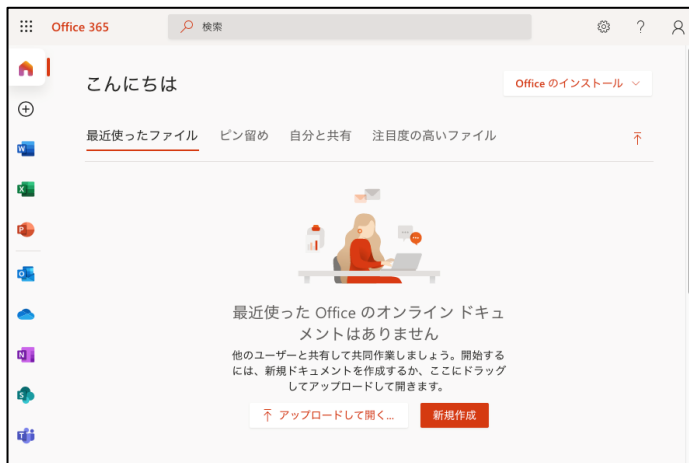 Office 365
検索
?
こんにちは
Office のインストール
最近使ったファイル ピン留め 自分と共有 注目度の高いファイル
W
X
P
最近使った Office のオンライン ドキュ
メントはありません
他のユーザーと共有して共同作業しましょう。開始する
には、新規ドキュメントを作成するか、ここにドラッグ
してアップロードして開きます。
アップロードして開く... 新規作成